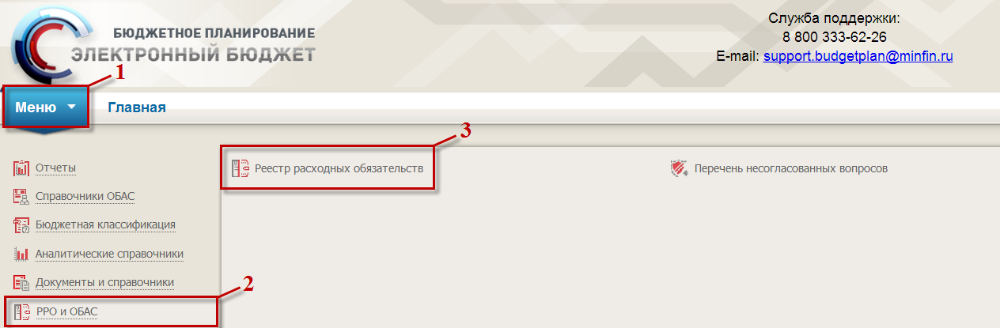 БЮДЖЕТНОЕ ПЛАНИРОВАНИЕ
ЭЛЕКТРОННЫЙ БЮДЖЕТ
Служба поддержки:
8 800 333-62-26
E-mail: support.budgetplan@minfin.ru
1
Меню
Главная
3
Отчеты
Реестр расходных обязательств
Перечень несогласованных вопросов
Справочники ОБАС
Бюджетная классификация
Аналитические справочники
Документы и справочники
2
РРО и ОБАС